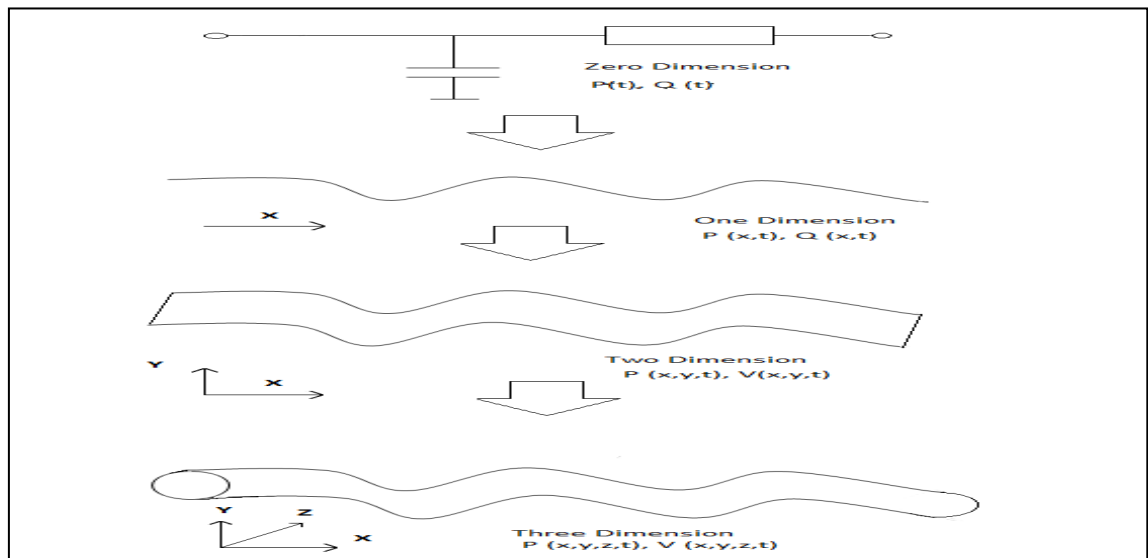 Zero Dimension
P(t), Q (t)
X
One Dimension
P (x,t), Q (x,t)
Two Dimension
P (x,y,t), V(x,y,t)
Y
X
Y
Z
X
Three Dimension
P (x,y,z,t), V (x,y,z,t)